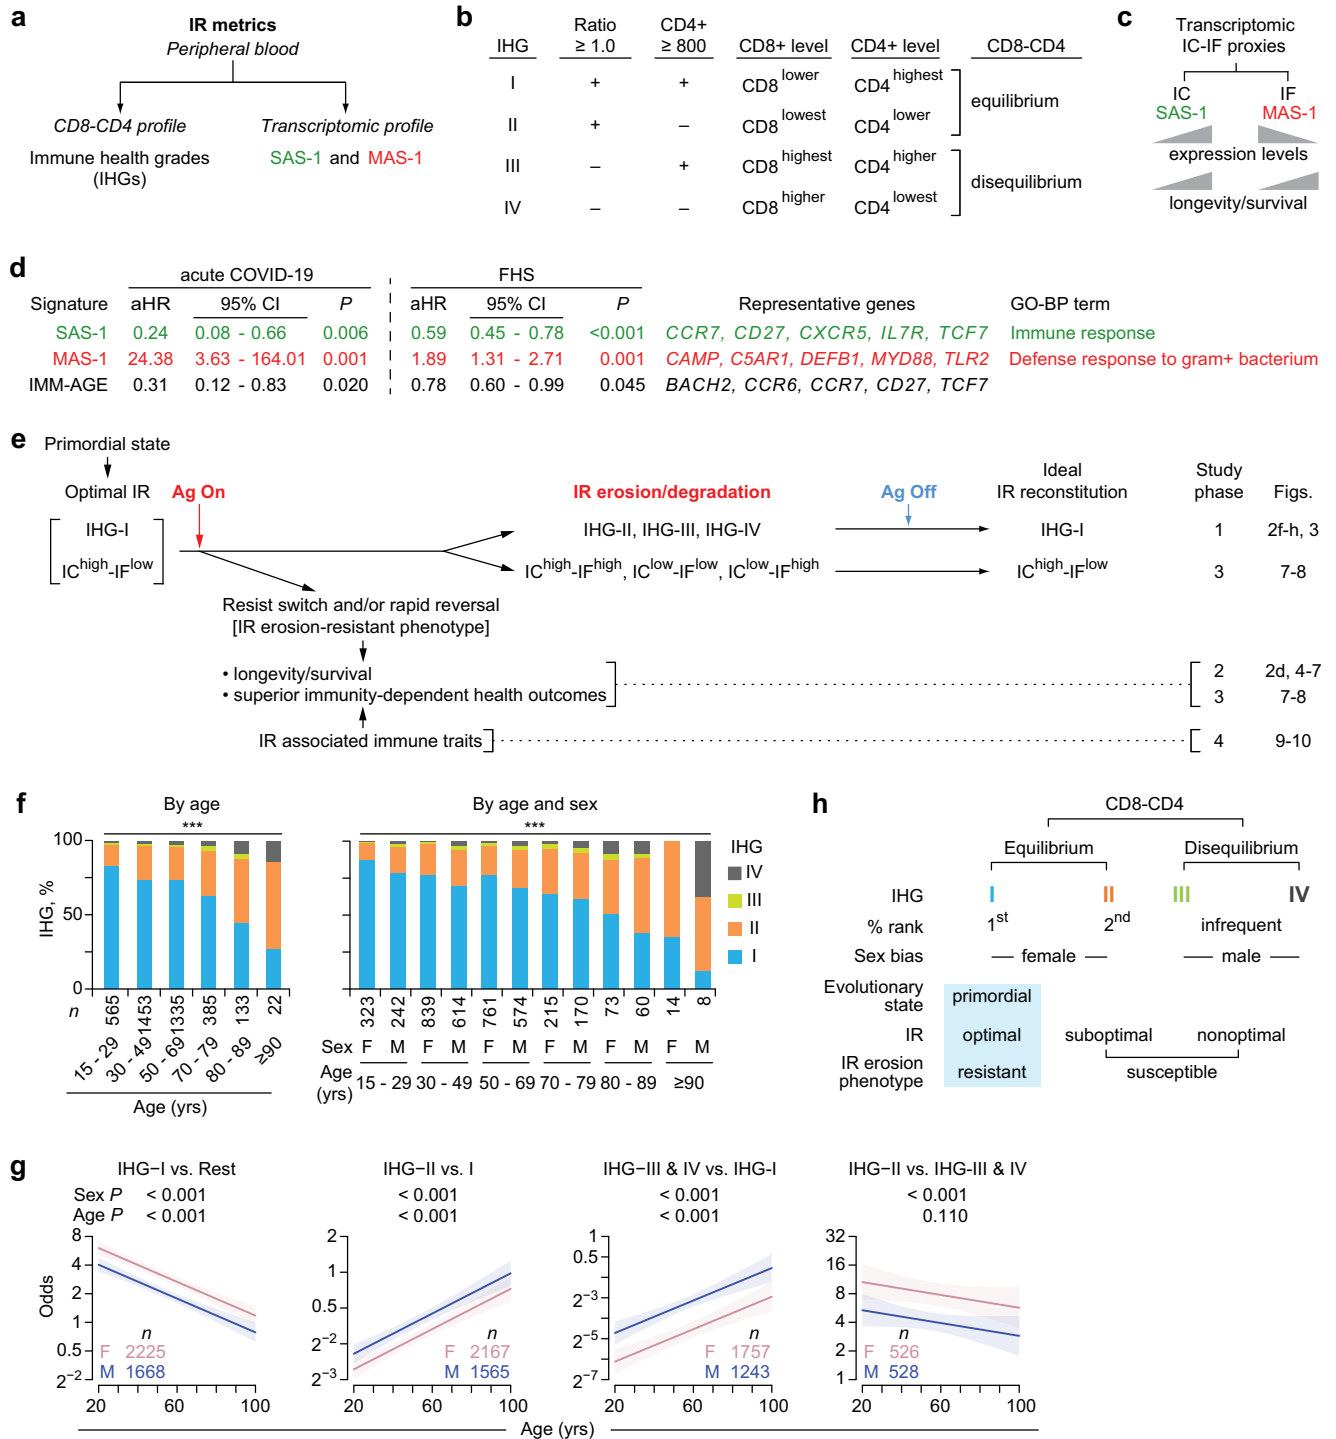 a
IR metrics
Peripheral blood
CD8-CD4 profile
Transcriptomic profile
Immune health grades
(IHGs)
SAS-1 and MAS-1
b
IHG
Ratio
≥ 1.0
CD4+
≥ 800
CD8+ level
CD4+ level
CD8-CD4
I + + CD8 lower CD4 highest
II + – CD8 lowest CD4 lower
equilibrium
III – + CD8 highest CD4 higher
IV – – CD8 higher CD4 lowest
disequilibrium
c
Transcriptomic
IC-IF proxies
IC IF
SAS-1 MAS-1
expression levels
longevity/survival
d
acute COVID-19 FHS
Signature aHR 95% CI P aHR 95% CI P Representative genes GO-BP term
SAS-1 0.24 0.08 - 0.66 0.006 0.59 0.45 - 0.78 <0.001 CCR7, CD27, CXCR5, IL7R, TCF7 Immune response
MAS-1 24.38 3.63 - 164.01 0.001 1.89 1.31 - 2.71 0.001 CAMP, C5AR1, DEFB1, MYD88, TLR2 Defense response to gram+ bacterium
IMM-AGE 0.31 0.12 - 0.83 0.020 0.78 0.60 - 0.99 0.045 BACH2, CCR6, CCR7, CD27, TCF7
e
Primordial state
Optimal IR
Ag On
IR erosion/degradation
Ag Off
Ideal
IR reconstitution
Study
phase
Figs.
IHG-I
IHG-II, IHG-III, IHG-IV
IHG-I
1
2f-h, 3
IC high-IF low
IC high-IF high, IC low-IF low, IC low-IF high
IC high-IF low
3
7-8
Resist switch and/or rapid reversal
[IR erosion-resistant phenotype]
• longevity/survival
• superior immunity-dependent health outcomes
2 2d, 4-7
3 7-8
IR associated immune traits
4 9-10
f
By age
***
By age and sex
***
IHG, %
100
50
0
IHG
IV
III
II
I
n 565 1453 1335 385 133 22
15 - 29 30 - 49 50 - 69 70 - 79 80 - 89 ≥90
Age (yrs)
323 242 839 614 761 574 215 170 73 60 14 8
Sex F M F M F M F M F M F M
Age
(yrs)
15 - 29 30 - 49 50 - 69 70 - 79 80 - 89 ≥90
h
CD8-CD4
Equilibrium Disequilibrium
IHG I II III IV
% rank 1st 2nd infrequent
Sex bias female male
Evolutionary
state
primordial
IR optimal suboptimal nonoptimal
IR erosion
phenotype
resistant susceptible
g
IHG−I vs. Rest
Sex P < 0.001
Age P < 0.001
Odds
8
4
2
1
0.5
2−2
n
F 2225
M 1668
20 60 100
IHG−II vs. I
< 0.001
< 0.001
2
1
0.5
2−2
2−3
n
F 2167
M 1565
20 60 100
IHG−III & IV vs. IHG-I
< 0.001
< 0.001
1
0.5
2−3
2−5
2−7
n
F 1757
M 1243
20 60 100
IHG−II vs. IHG-III & IV
< 0.001
0.110
32
16
8
4
2
1
n
F 526
M 528
20 60 100
Age (yrs)